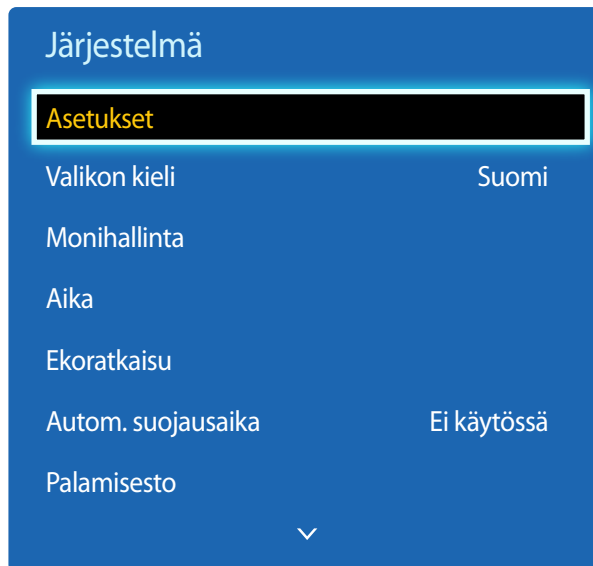 Järjestelmä
Asetukset
Valikon kieli Suomi
Monihallinta
Aika
Ekoratkaisu
Autom. suojausaika Ei käytössä
Palamisesto